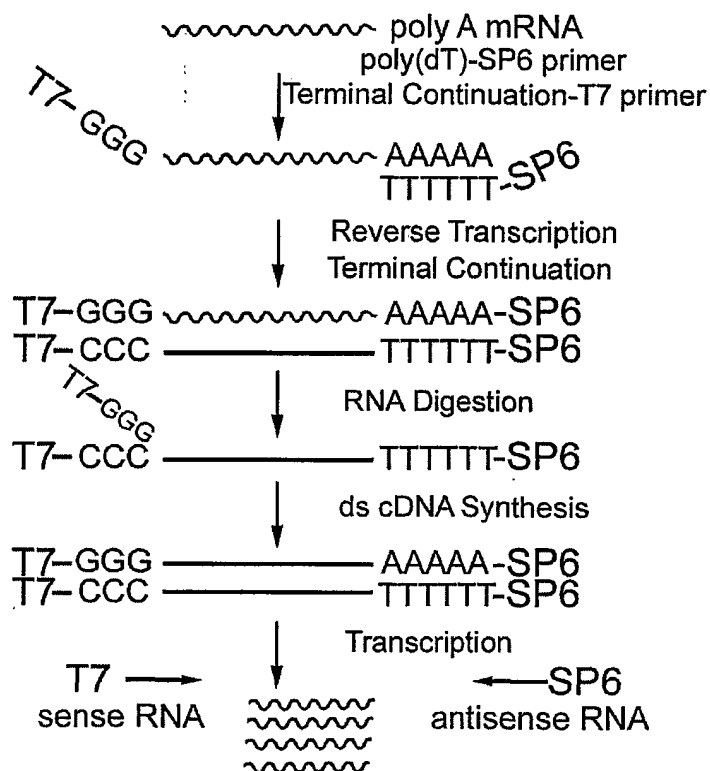 poly A mRNA
poly(dT)-SP6 primer
Terminal Continuation-T7 primer
T7-GGG
AAAAA
TTTTTT-SP6
Reverse Transcription
Terminal Continuation
T7-GGG AAAAA-SP6
T7-CCC TTTTTT-SP6
T7-GGG
RNA Digestion
T7-CCC TTTTTT-SP6
ds cDNA Synthesis
T7-GGG AAAAA-SP6
T7-CCC TTTTTT-SP6
Transcription
T7 SP6
sense RNA antisense RNA